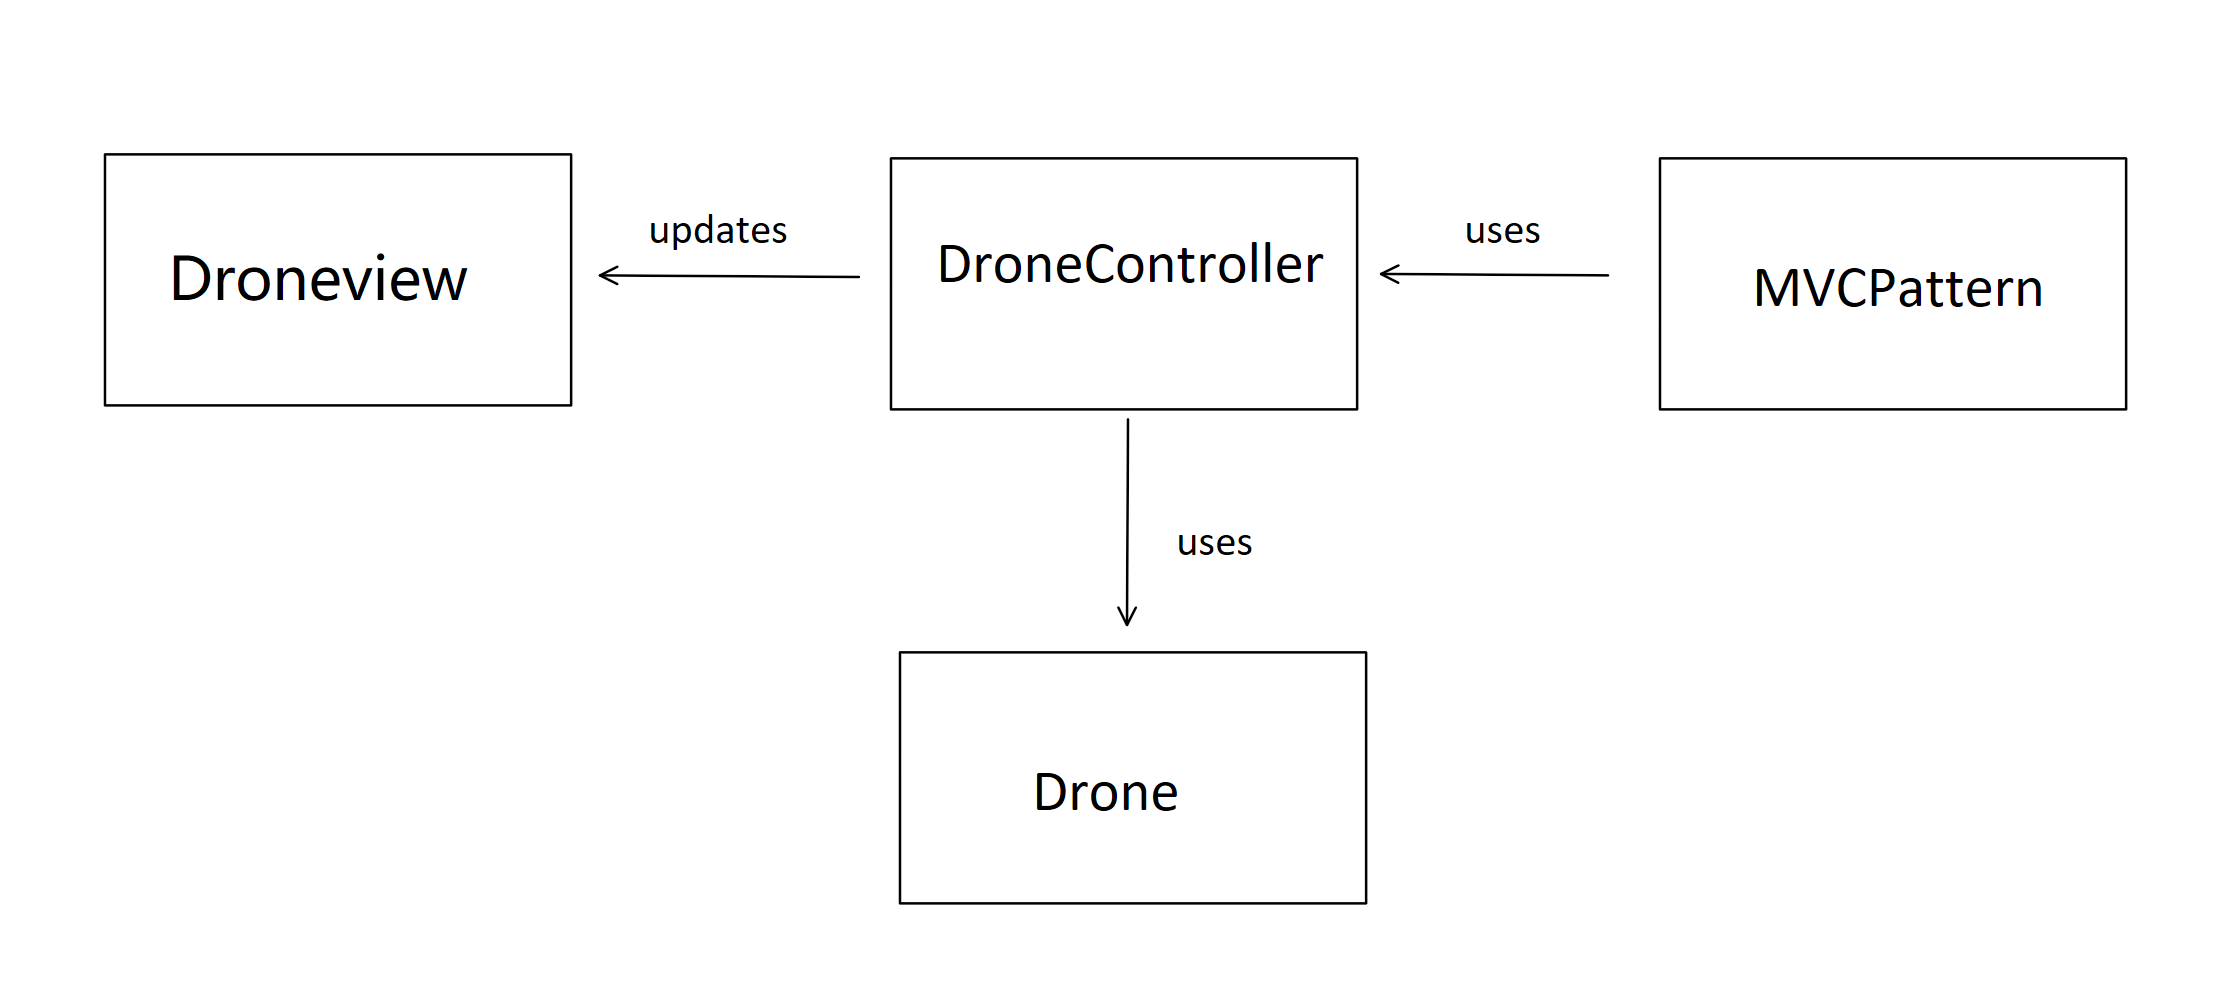 updates
uses
Droneview
DroneController
MVCPattern
uses
Drone